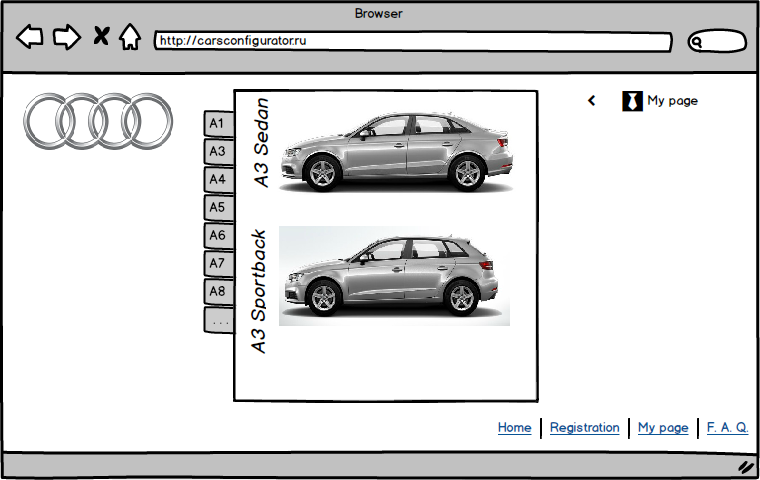 Browser
http://carsconfigurator.ru
My page
A1
A3
A4
A5
A6
A7
A8
...
A3 Sedan
A3 Sportback
Home
Registration
My page
F. A. Q.